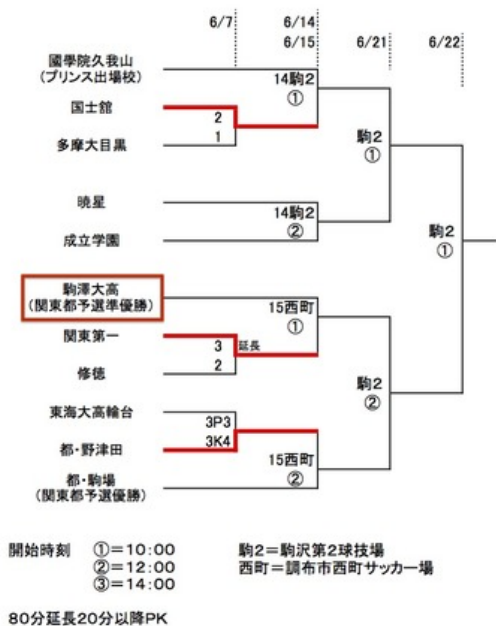 6/7
6/14
6/15
6/21
6/22
國學院久我山
(プリンス出場校)
14駒2
①
国士舘
2
多摩大目黒
1
駒2
①
暁星
14駒2
②
成立学園
駒2
①
駒澤大高
(関東都予選準優勝)
15西町
①
関東第一
3
延長
修徳
2
駒2
②
東海大高輪台
3P3
都・野津田
3K4
15西町
②
都・駒場
(関東都予選優勝)
開始時刻 ①=10:00
②=12:00
③=14:00
駒2=駒沢第2球技場
西町=調布市西町サッカー場
80分延長20分以降PK